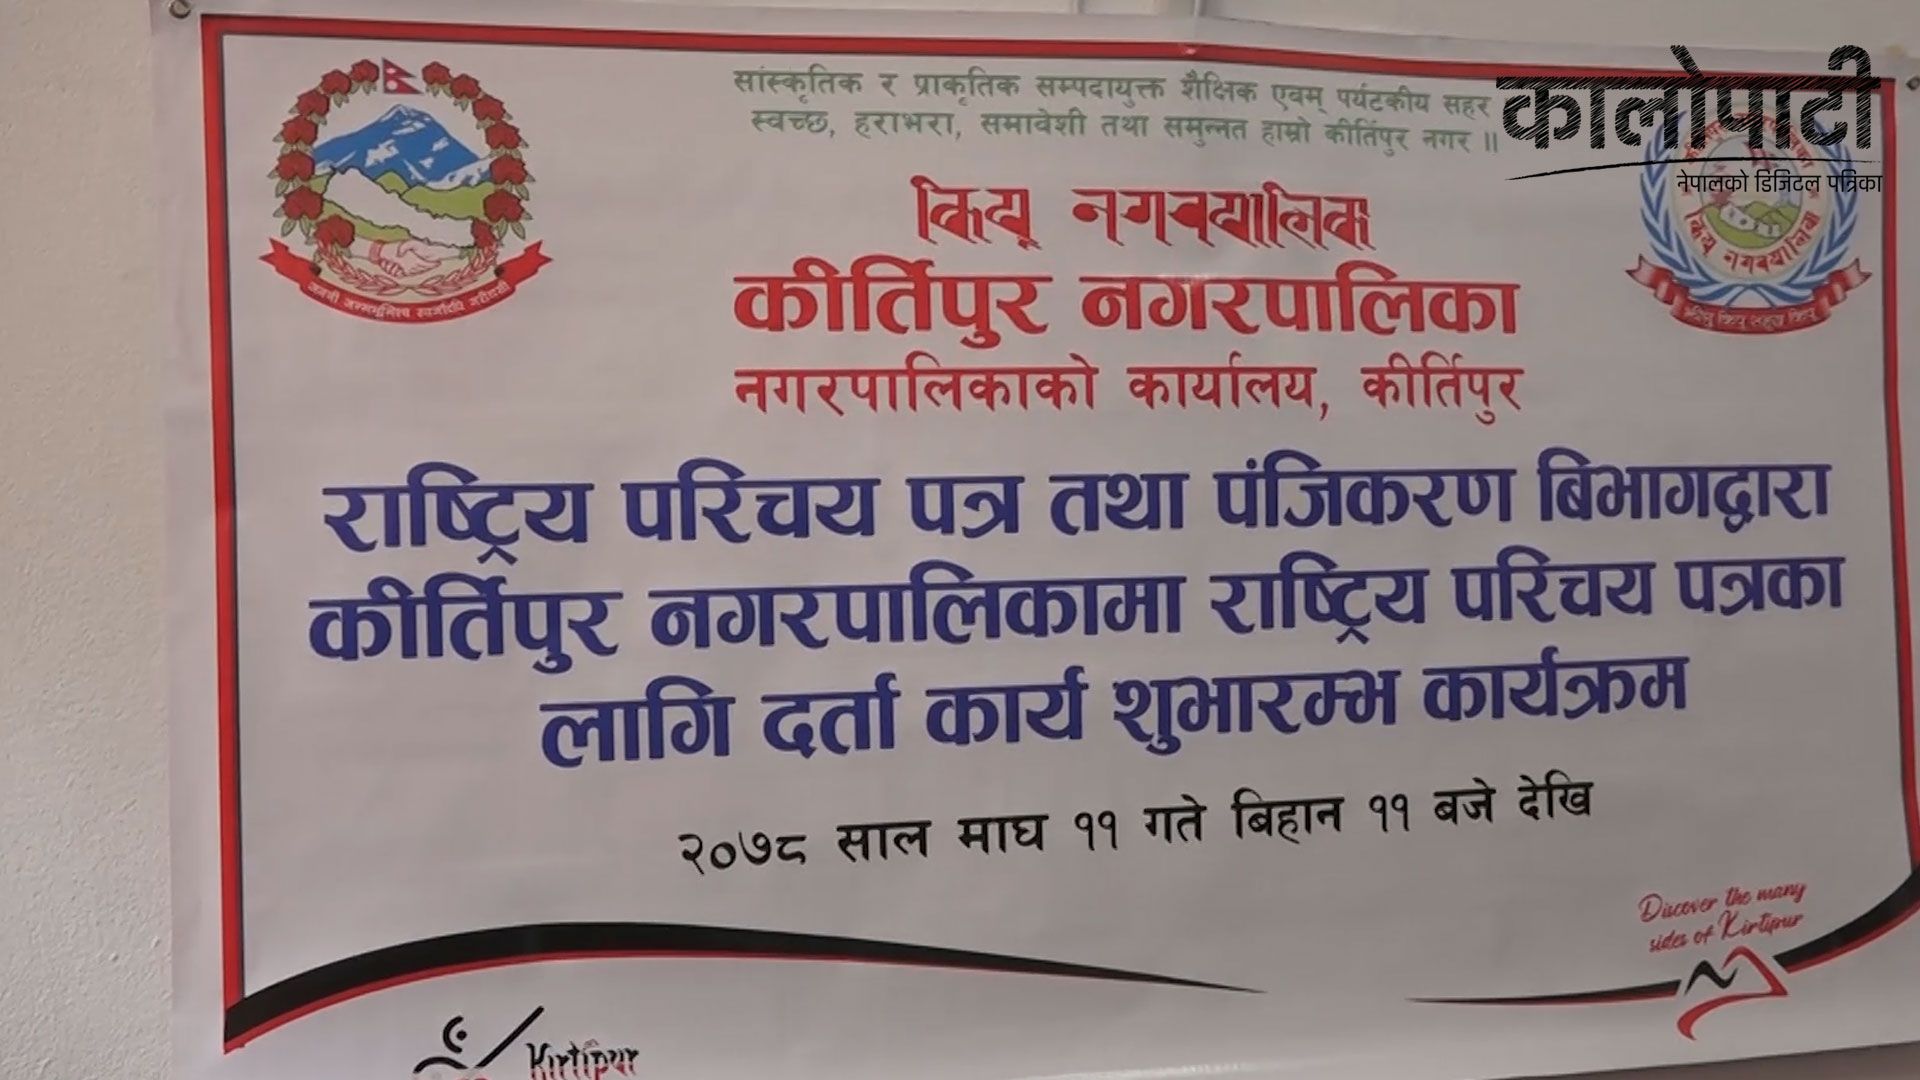 सांस्कृतिक र प्राकृतिक सम्पदायुक्त शैक्षिक एवम् पर्यटकीय सहर
स्वच्छ, हराभरा, समावेशी तथा समुन्नत हाम्रो कीर्तिपुर नगर ॥
कालोपाटी
नेपालको डिजिटल पत्रिका
कीर्तिपुर नगरपालिका
नगरपालिकाको कार्यालय, कीर्तिपुर
राष्ट्रिय परिचय पत्र तथा पंजिकरण बिभागद्वारा
कीर्तिपुर नगरपालिकामा राष्ट्रिय परिचय पत्रका
लागि दर्ता कार्य शुभारम्भ कार्यक्रम
२०७८ साल माघ ११ गते बिहान ११ बजे देखि
Discover the many
sides of Kirtipur
Kirtipur